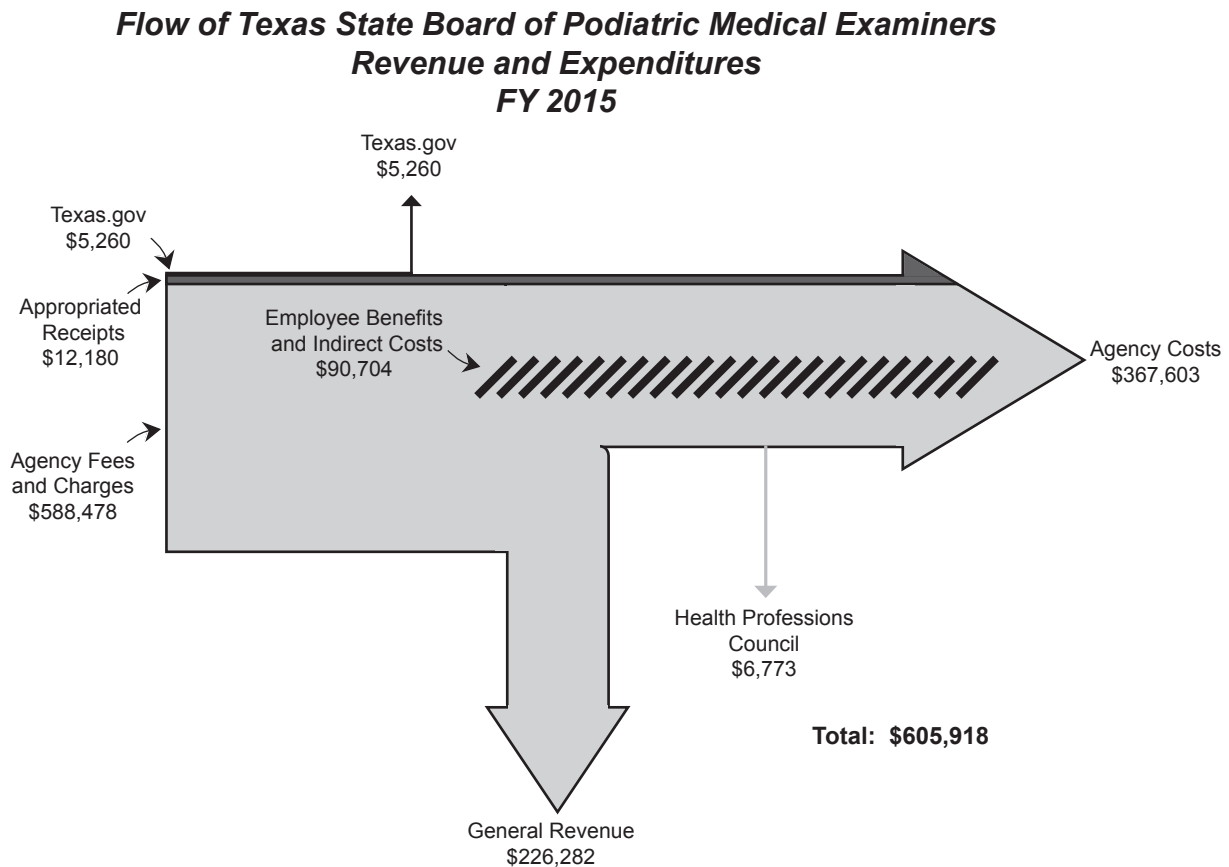 Flow of Texas State Board of Podiatric Medical Examiners
Revenue and Expenditures
FY 2015
Texas.gov
$5,260
Texas.gov
$5,260
Appropriated
Receipts
$12,180
Employee Benefits
and Indirect Costs
$90,704
Agency Costs
$367,603
Agency Fees
and Charges
$588,478
Health Professions
Council
$6,773
Total: $605,918
General Revenue
$226,282